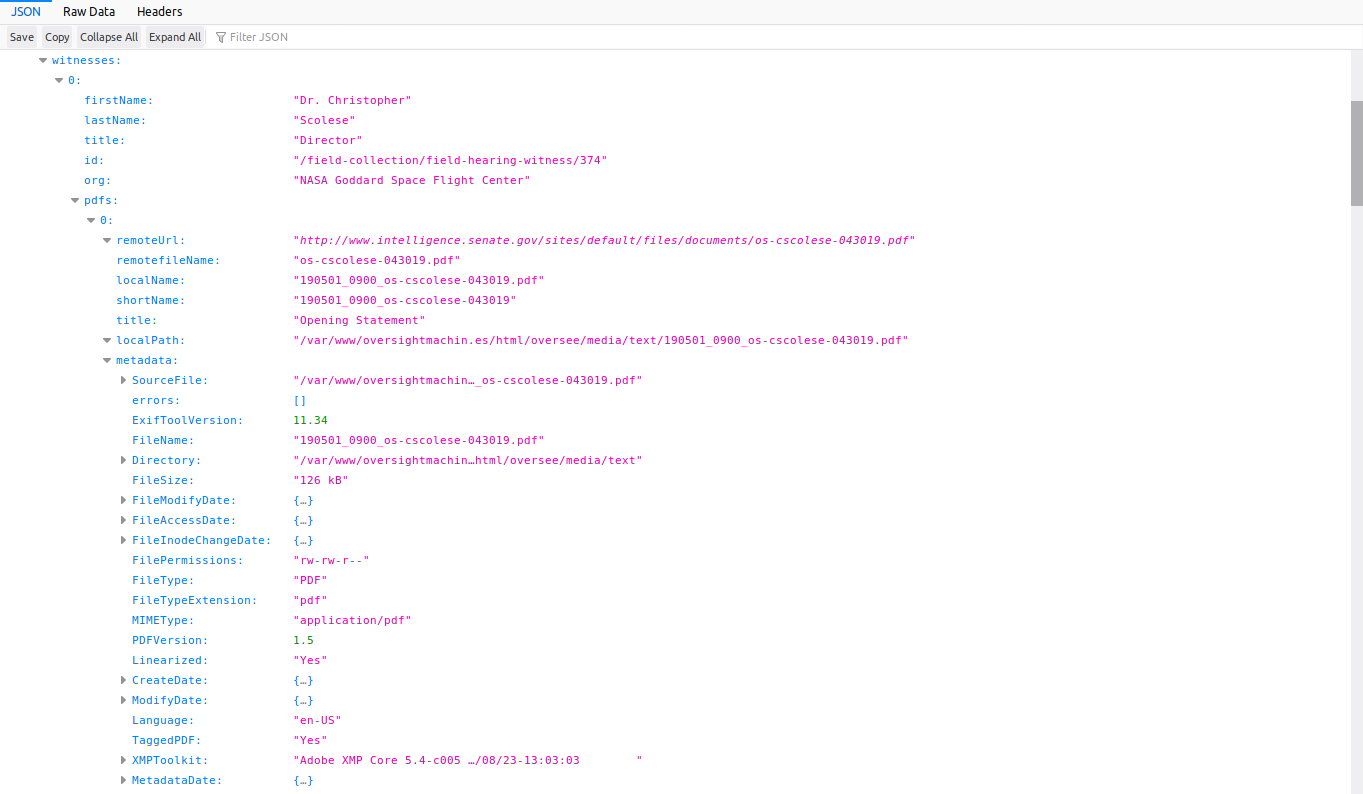 JSON Raw Data Headers
Save Copy Collapse All Expand All Filter JSON
witnesses:
0:
firstName: "Dr. Christopher"
lastName: "Scolese"
title: "Director"
id: "/field-collection/field-hearing-witness/374"
org: "NASA Goddard Space Flight Center"
pdfs:
0:
remoteUrl: "http://www.intelligence.senate.gov/sites/default/files/documents/os-cscolese-043019.pdf"
remotefileName: "os-cscolese-043019.pdf"
localName: "190501_0900_os-cscolese-043019.pdf"
shortName: "190501_0900_os-cscolese-043019"
title: "Opening Statement"
localPath: "/var/www/oversightmachin.es/html/oversee/media/text/190501_0900_os-cscolese-043019.pdf"
metadata:
SourceFile: "/var/www/oversightmachin…_os-cscolese-043019.pdf"
errors: []
ExifToolVersion: 11.34
FileName: "190501_0900_os-cscolese-043019.pdf"
Directory: "/var/www/oversightmachin…html/oversee/media/text"
FileSize: "126 kB"
FileModifyDate: {…}
FileAccessDate: {…}
FileInodeChangeDate: {…}
FilePermissions: "rw-rw-r--"
FileType: "PDF"
FileTypeExtension: "pdf"
MIMEType: "application/pdf"
PDFVersion: 1.5
Linearized: "Yes"
CreateDate: {…}
ModifyDate: {…}
Language: "en-US"
TaggedPDF: "Yes"
XMPToolkit: "Adobe XMP Core 5.4-c005 …/08/23-13:03:03        "
MetadataDate: {…}